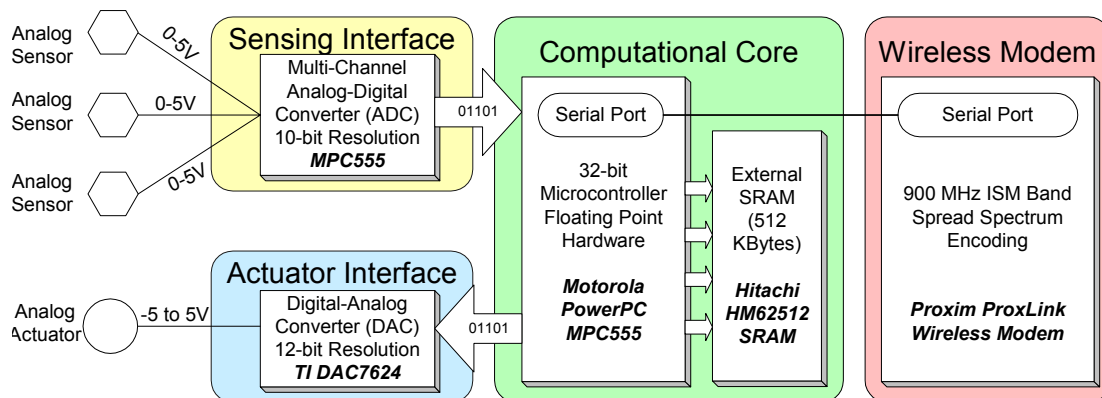 Analog
Sensor
0-5V
Analog
Sensor
0-5V
Analog
Sensor
0-5V
Sensing Interface
Multi-Channel
Analog-Digital
Converter (ADC)
10-bit Resolution
MPC555
01101
Analog
Actuator
-5 to 5V
Actuator Interface
Digital-Analog
Converter (DAC)
12-bit Resolution
TI DAC7624
01101
Computational Core
Serial Port
32-bit
Microcontroller
Floating Point
Hardware
Motorola
PowerPC
MPC555
External
SRAM
(512
KBytes)
Hitachi
HM62512
SRAM
Wireless Modem
Serial Port
900 MHz ISM Band
Spread Spectrum
Encoding
Proxim ProxLink
Wireless Modem